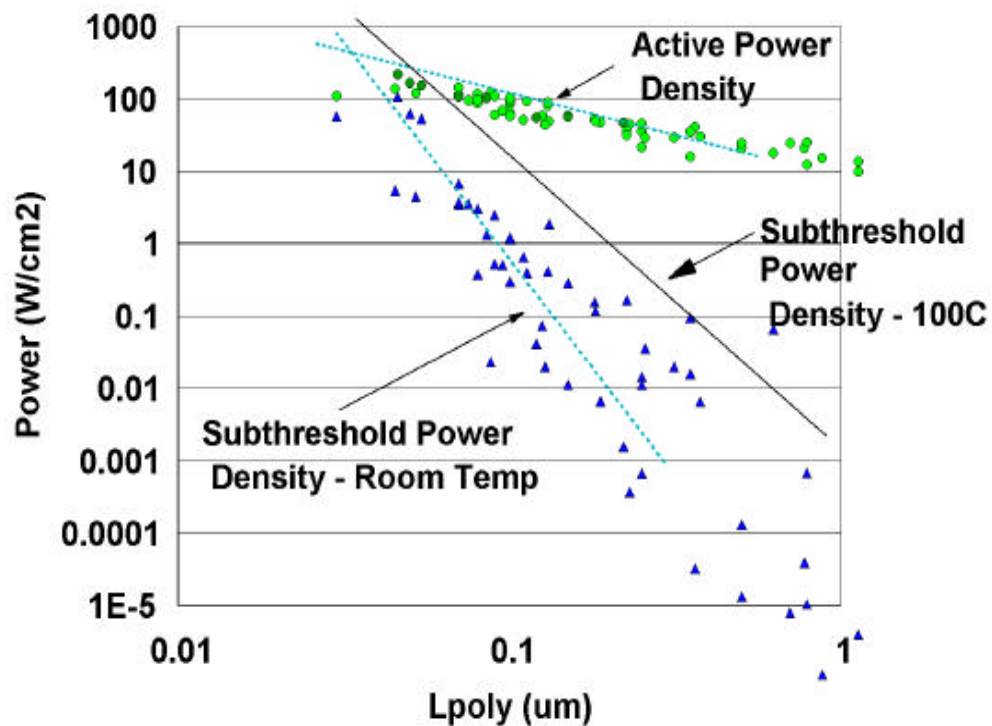 1000
Active Power
Density
100
10
1
Subthreshold
Power
Density - 100C
0.1
0.01
Subthreshold Power
Density - Room Temp
0.001
0.0001
1E-5
0.01
0.1
1
Power (W/cm2)
Lpoly (um)